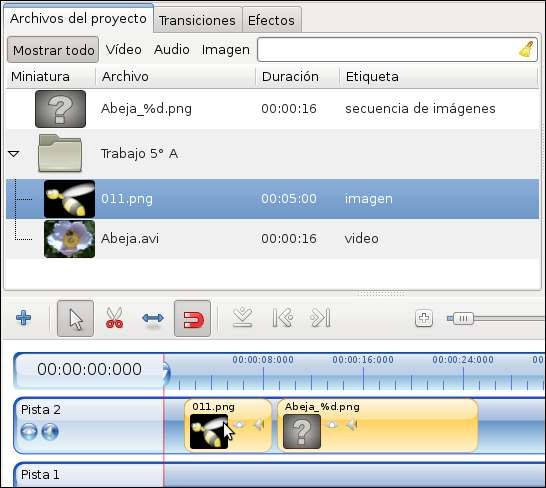 Archivos del proyecto Transiciones Efectos
Mostrar todo Vídeo Audio Imagen
Miniatura Archivo Duración Etiqueta
Abeja_%d.png 00:00:16 secuencia de imágenes
Trabajo 5° A
011.png 00:05:00 imagen
Abeja.avi 00:00:16 video
00:00:00:000 00:00:08:000 00:00:16:000 00:00:24:000
Pista 2 011.png Abeja_%d.png
Pista 1